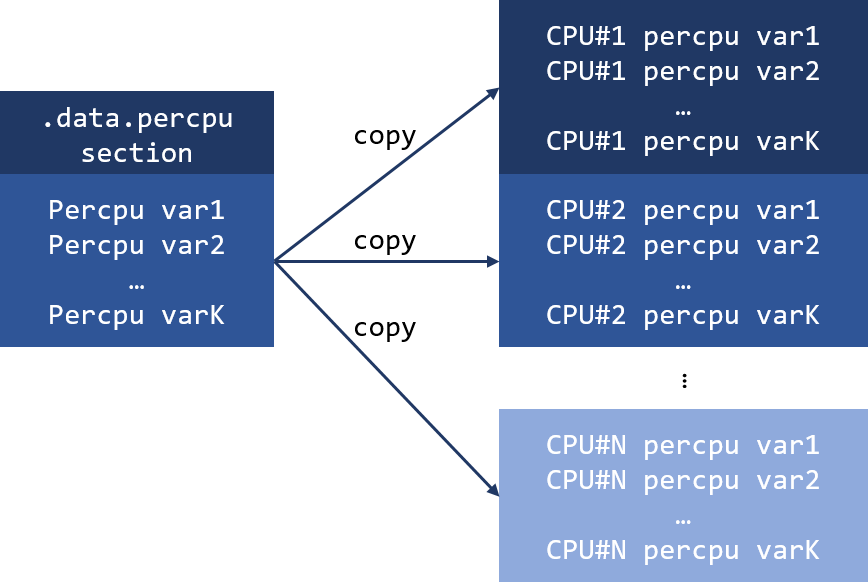 .data.percpu
section
Percpu var1
Percpu var2
…
Percpu varK
copy
copy
copy
CPU#1 percpu var1
CPU#1 percpu var2
…
CPU#1 percpu varK
CPU#2 percpu var1
CPU#2 percpu var2
…
CPU#2 percpu varK
⋮
CPU#N percpu var1
CPU#N percpu var2
…
CPU#N percpu varK